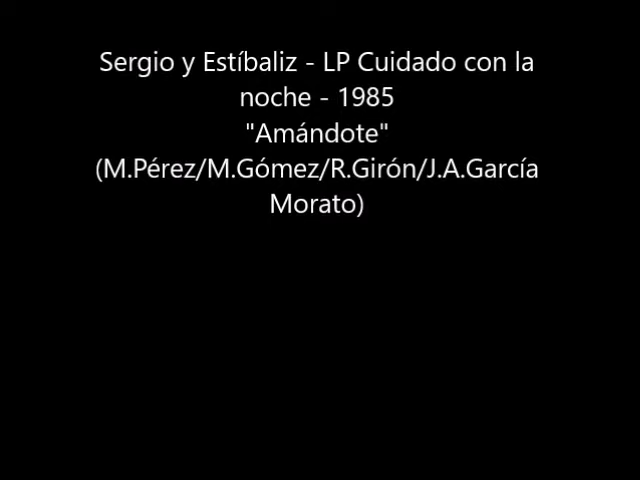 Sergio y Estíbaliz - LP Cuidado con la
noche - 1985
"Amándote"
(M.Pérez/M.Gómez/R.Girón/J.A.García
Morato)